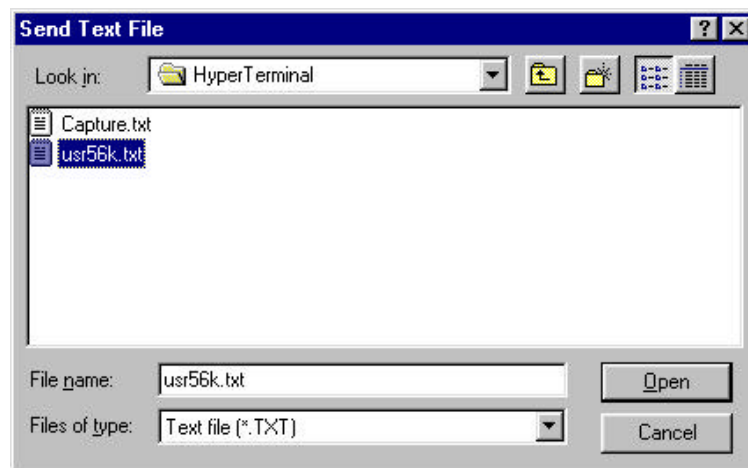 Send Text File
Look in: HyperTerminal
Capture.txt
usr56k.txt
File name: usr56k.txt Open
Files of type: Text file (*.TXT) Cancel